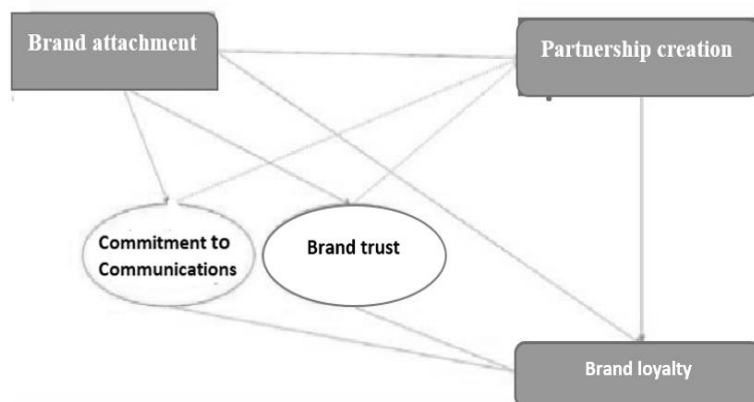 Brand attachment
Partnership creation
Commitment to
Communications
Brand trust
Brand loyalty